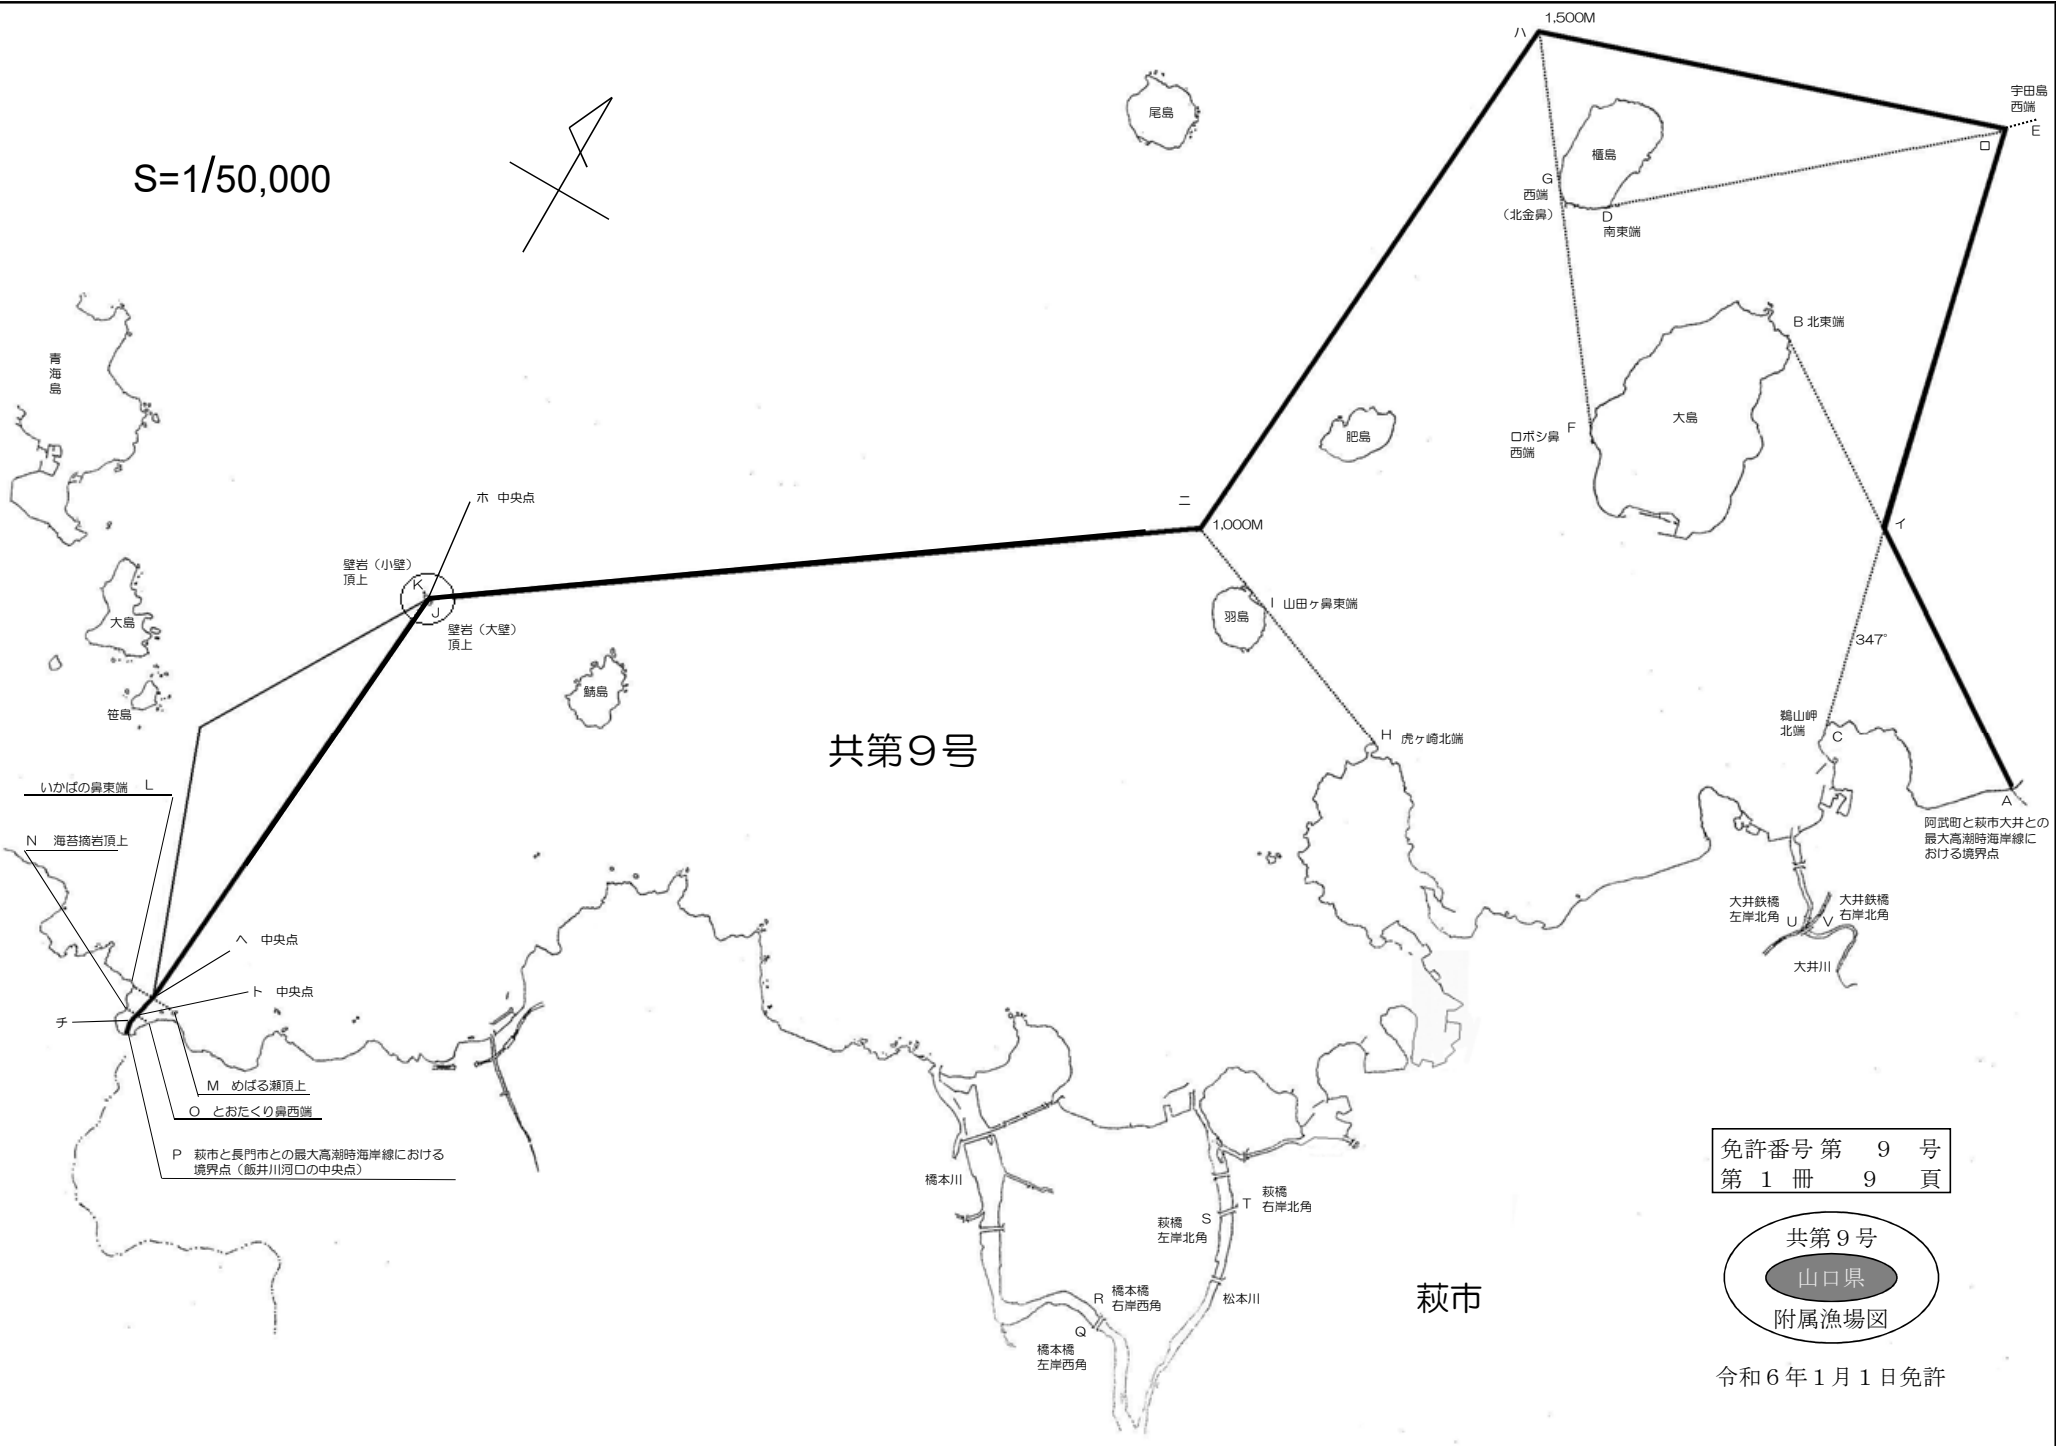 S=1/50,000
ハ
1,500M
尾島
宇田島
西端
E
ロ
櫃島
G
西端
(北金鼻)
D
南東端
B 北東端
青海島
大島
肥島
F
ロボシ鼻
西端
ホ 中央点
ニ
1,000M
イ
壁岩(小壁)
頂上
K
J
壁岩(大壁)
頂上
羽島
I 山田ヶ鼻東端
大島
347°
鯖島
笹島
共第9号
鵜山岬
北端
C
H 虎ヶ崎北端
いかばの鼻東端 L
A
阿武町と萩市大井との
最大高潮時海岸線に
おける境界点
N 海苔摘岩頂上
大井鉄橋
左岸北角
大井鉄橋
右岸北角
U V
ヘ 中央点
大井川
ト 中央点
チ
M めばる瀬頂上
O とおたくり鼻西端
P 萩市と長門市との最大高潮時海岸線における
境界点(飯井川河口の中央点)
橋本川
萩橋
右岸北角
T
S
萩橋
左岸北角
橋本橋
右岸西角
R
松本川
萩市
Q
橋本橋
左岸西角
免許番号 第 9 号
第 1 冊 9 頁
共第9号
山口県
附属漁場図
令和6年1月1日免許